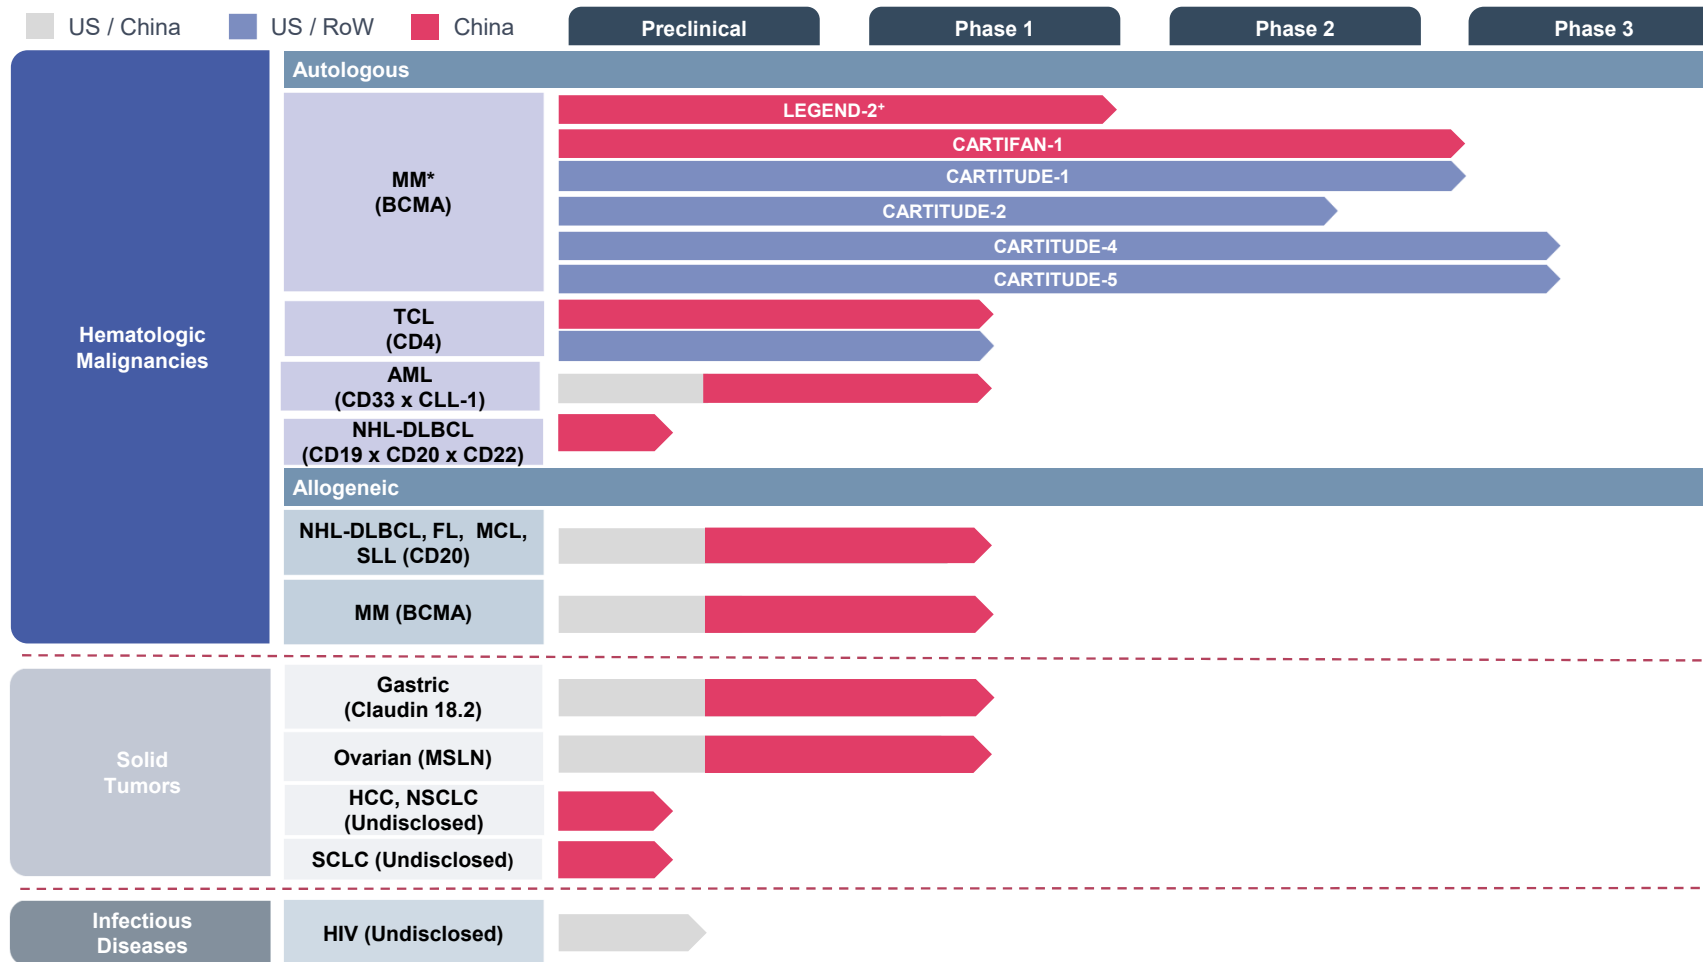 US / China
US / RoW
China
Preclinical
Phase 1
Phase 2
Phase 3
Hematologic
Malignancies
Autologous
MM*
(BCMA)
LEGEND-2+
CARTIFAN-1
CARTITUDE-1
CARTITUDE-2
CARTITUDE-4
CARTITUDE-5
TCL
(CD4)
AML
(CD33 x CLL-1)
NHL-DLBCL
(CD19 x CD20 x CD22)
Allogeneic
NHL-DLBCL, FL, MCL,
SLL (CD20)
MM (BCMA)
Solid
Tumors
Gastric
(Claudin 18.2)
Ovarian (MSLN)
HCC, NSCLC
(Undisclosed)
SCLC (Undisclosed)
Infectious
Diseases
HIV (Undisclosed)